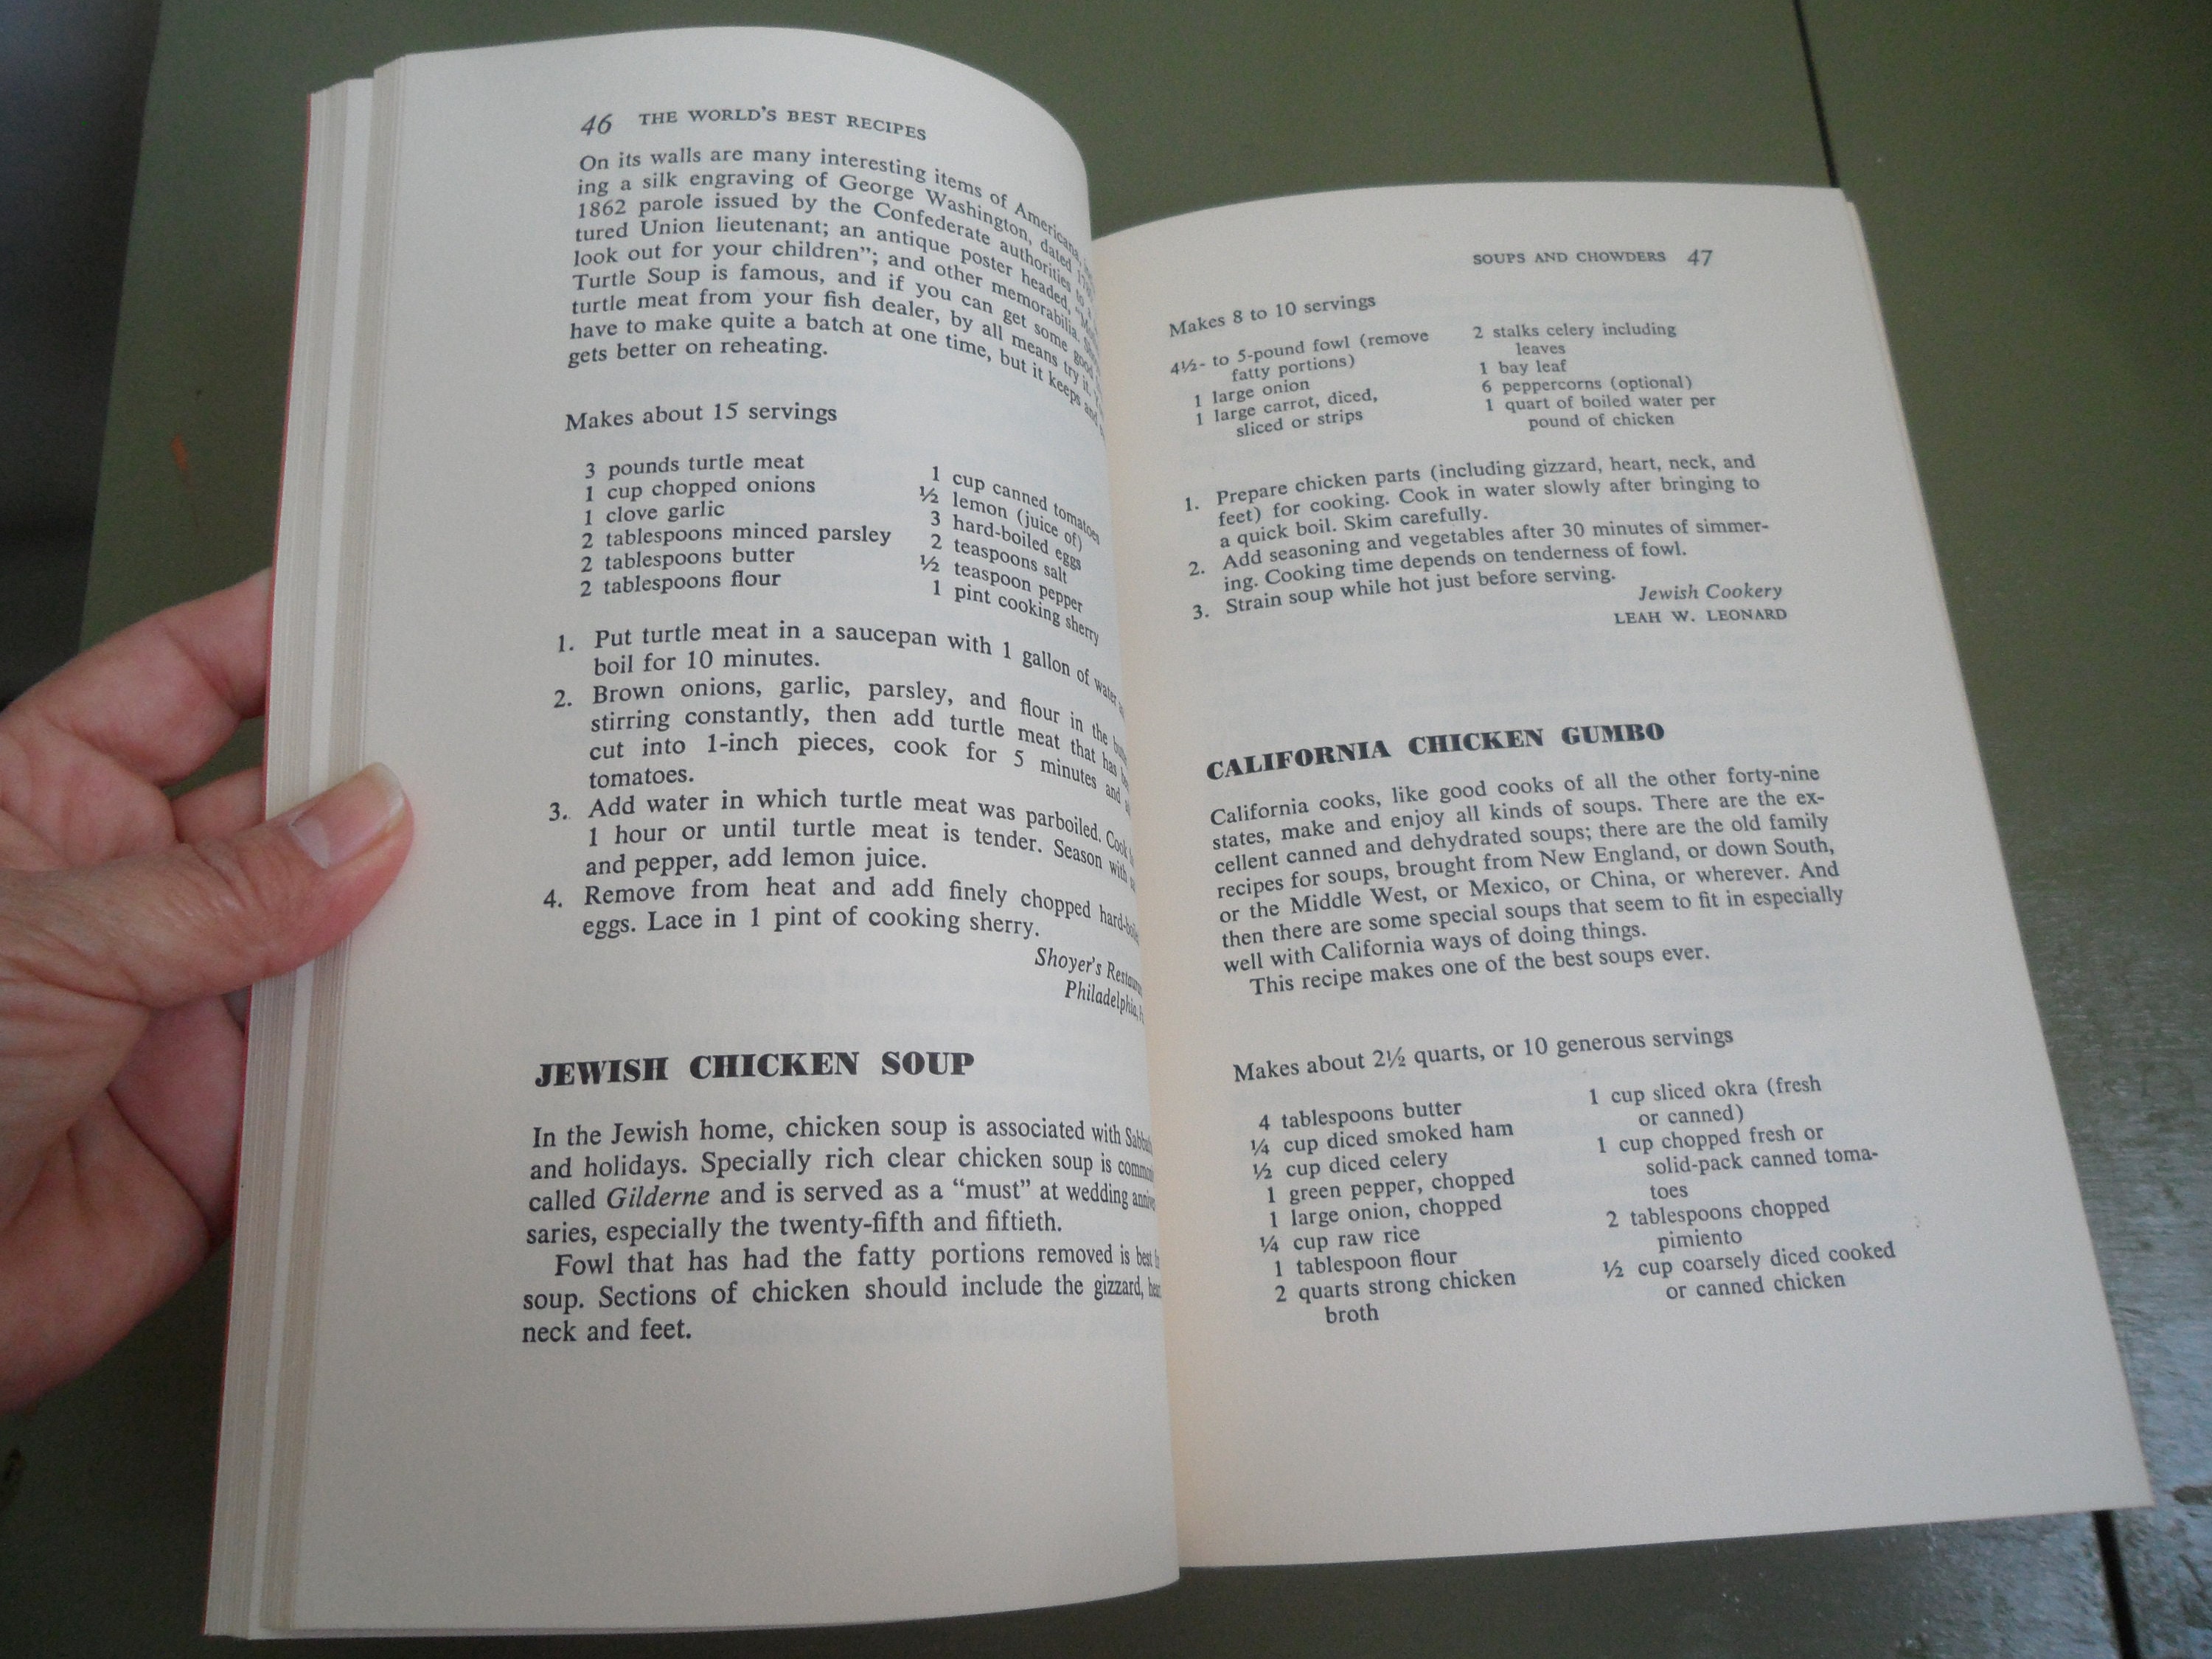 46 THE WORLD'S BEST RECIPES
On its walls are many interesting items of Americana,
ing a silk engraving of George Washington, dated
1862 parole issued by the Confederate authorities to a
tured Union lieutenant; an antique poster headed,
look out for your children"; and other memorabilia.
Turtle Soup is famous, and if you can get some good
turtle meat from your fish dealer, by all means try it.
have to make quite a batch at one time, but it keeps and
gets better on reheating.
Makes about 15 servings
3 pounds turtle meat
1 cup chopped onions
1 clove garlic
2 tablespoons minced parsley
2 tablespoons butter
2 tablespoons flour
1 cup canned tomatoes
½ lemon (juice of)
3 hard-boiled eggs
2 teaspoons salt
½ teaspoon pepper
1 pint cooking sherry
1. Put turtle meat in a saucepan with 1 gallon of water
boil for 10 minutes.
2. Brown onions, garlic, parsley, and flour in the
stirring constantly, then add turtle meat that has
cut into 1-inch pieces, cook for 5 minutes and
tomatoes.
3. Add water in which turtle meat was parboiled. Cook
1 hour or until turtle meat is tender. Season with
and pepper, add lemon juice.
4. Remove from heat and add finely chopped
eggs. Lace in 1 pint of cooking sherry.
Shoyer's
Philadelphia,
JEWISH CHICKEN SOUP
In the Jewish home, chicken soup is associated with
and holidays. Specially rich clear chicken soup is
called Gilderne and is served as a "must" at wedding
saries, especially the twenty-fifth and fiftieth.
Fowl that has had the fatty portions removed is best
soup. Sections of chicken should include the gizzard,
neck and feet.
SOUPS AND CHOWDERS 47
Makes 8 to 10 servings
4½- to 5-pound fowl (remove
fatty portions)
1 large onion
1 large carrot, diced,
sliced or strips
2 stalks celery including
leaves
1 bay leaf
6 peppercorns (optional)
1 quart of boiled water per
pound of chicken
1. Prepare chicken parts (including gizzard, heart, neck, and
feet) for cooking. Cook in water slowly after bringing to
a quick boil. Skim carefully.
2. Add seasoning and vegetables after 30 minutes of simmer-
ing. Cooking time depends on tenderness of fowl.
3. Strain soup while hot just before serving.
Jewish Cookery
LEAH W. LEONARD
CALIFORNIA CHICKEN GUMBO
California cooks, like good cooks of all the other forty-nine
states, make and enjoy all kinds of soups. There are the ex-
cellent canned and dehydrated soups; there are the old family
recipes for soups, brought from New England, or down South,
or the Middle West, or Mexico, or China, or wherever. And
then there are some special soups that seem to fit in especially
well with California ways of doing things.
This recipe makes one of the best soups ever.
Makes about 2½ quarts, or 10 generous servings
4 tablespoons butter
¼ cup diced smoked ham
½ cup diced celery
1 green pepper, chopped
1 large onion, chopped
¼ cup raw rice
1 tablespoon flour
2 quarts strong chicken
broth
1 cup sliced okra (fresh
or canned)
1 cup chopped fresh or
solid-pack canned toma-
toes
2 tablespoons chopped
pimiento
½ cup coarsely diced cooked
or canned chicken